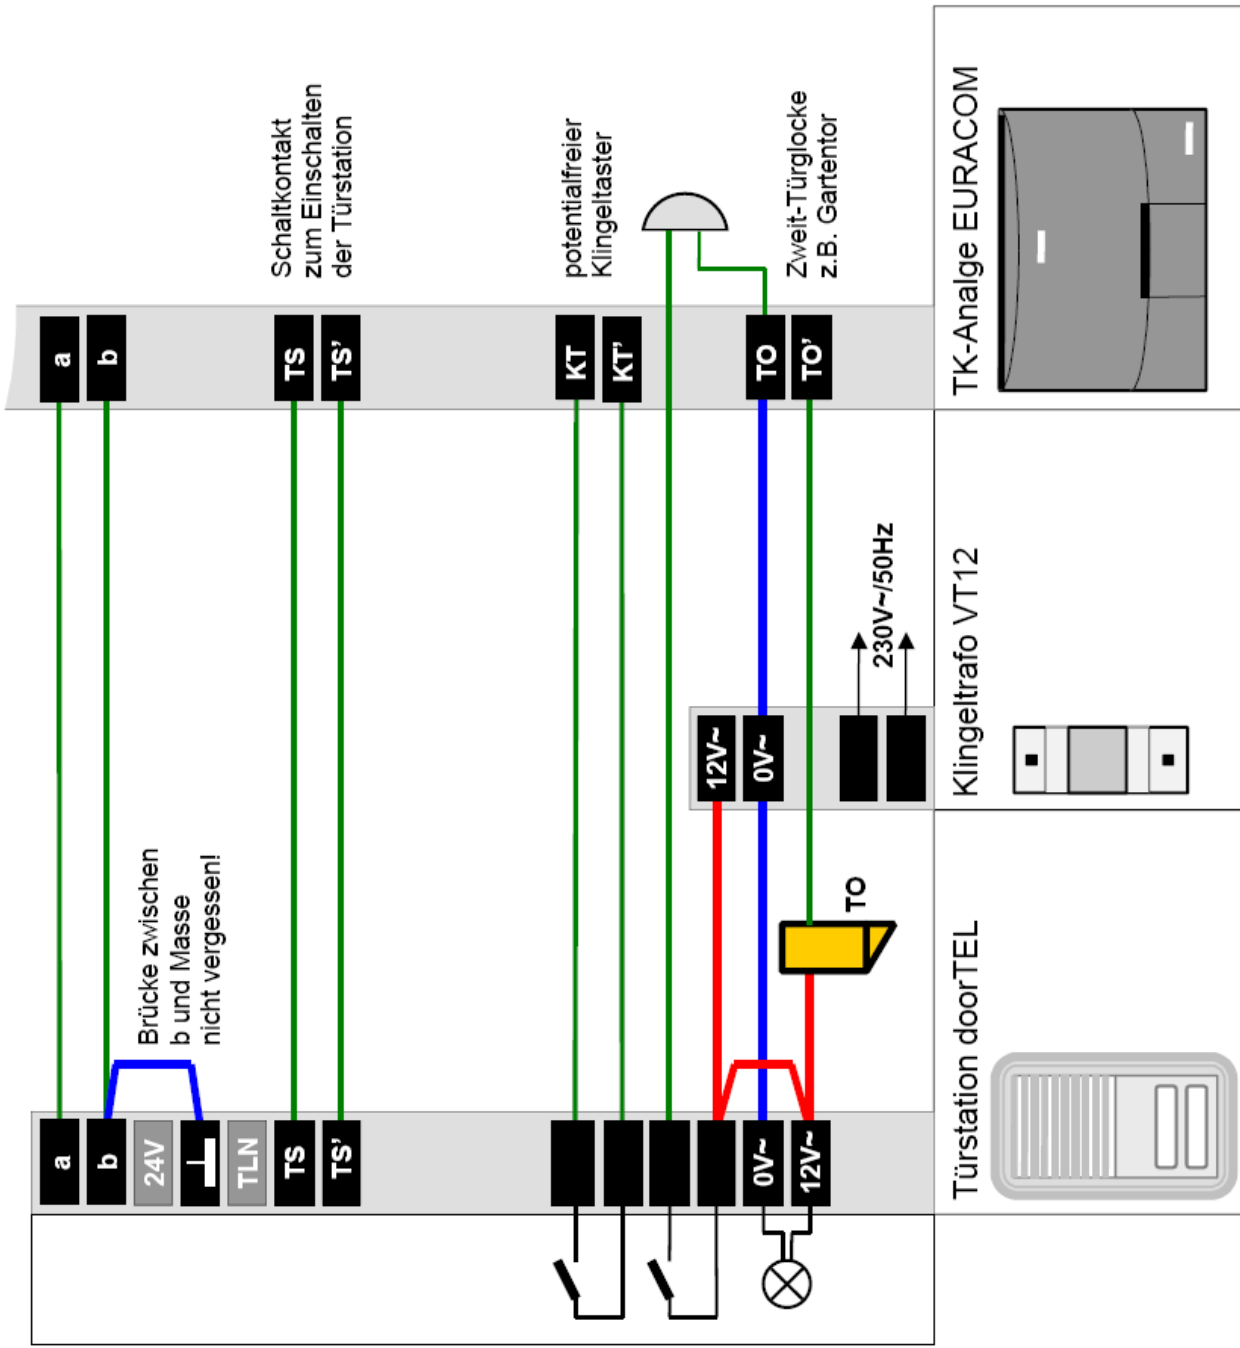 TK-Analge EURACOM
Klingeltrafo VT12
Türstation doorTEL
a
b
Schaltkontakt
zum Einschalten
der Türstation
TS
TS'
potentialfreier
Klingeltaster
KT
KT'
Zweit-Türglocke
z.B. Gartentor
TO
TO'
12V~
0V~
230V~/50Hz
Brücke zwischen
b und Masse
nicht vergessen!
TO
a
b
24V
TLN
TS
TS'
0V~
12V~